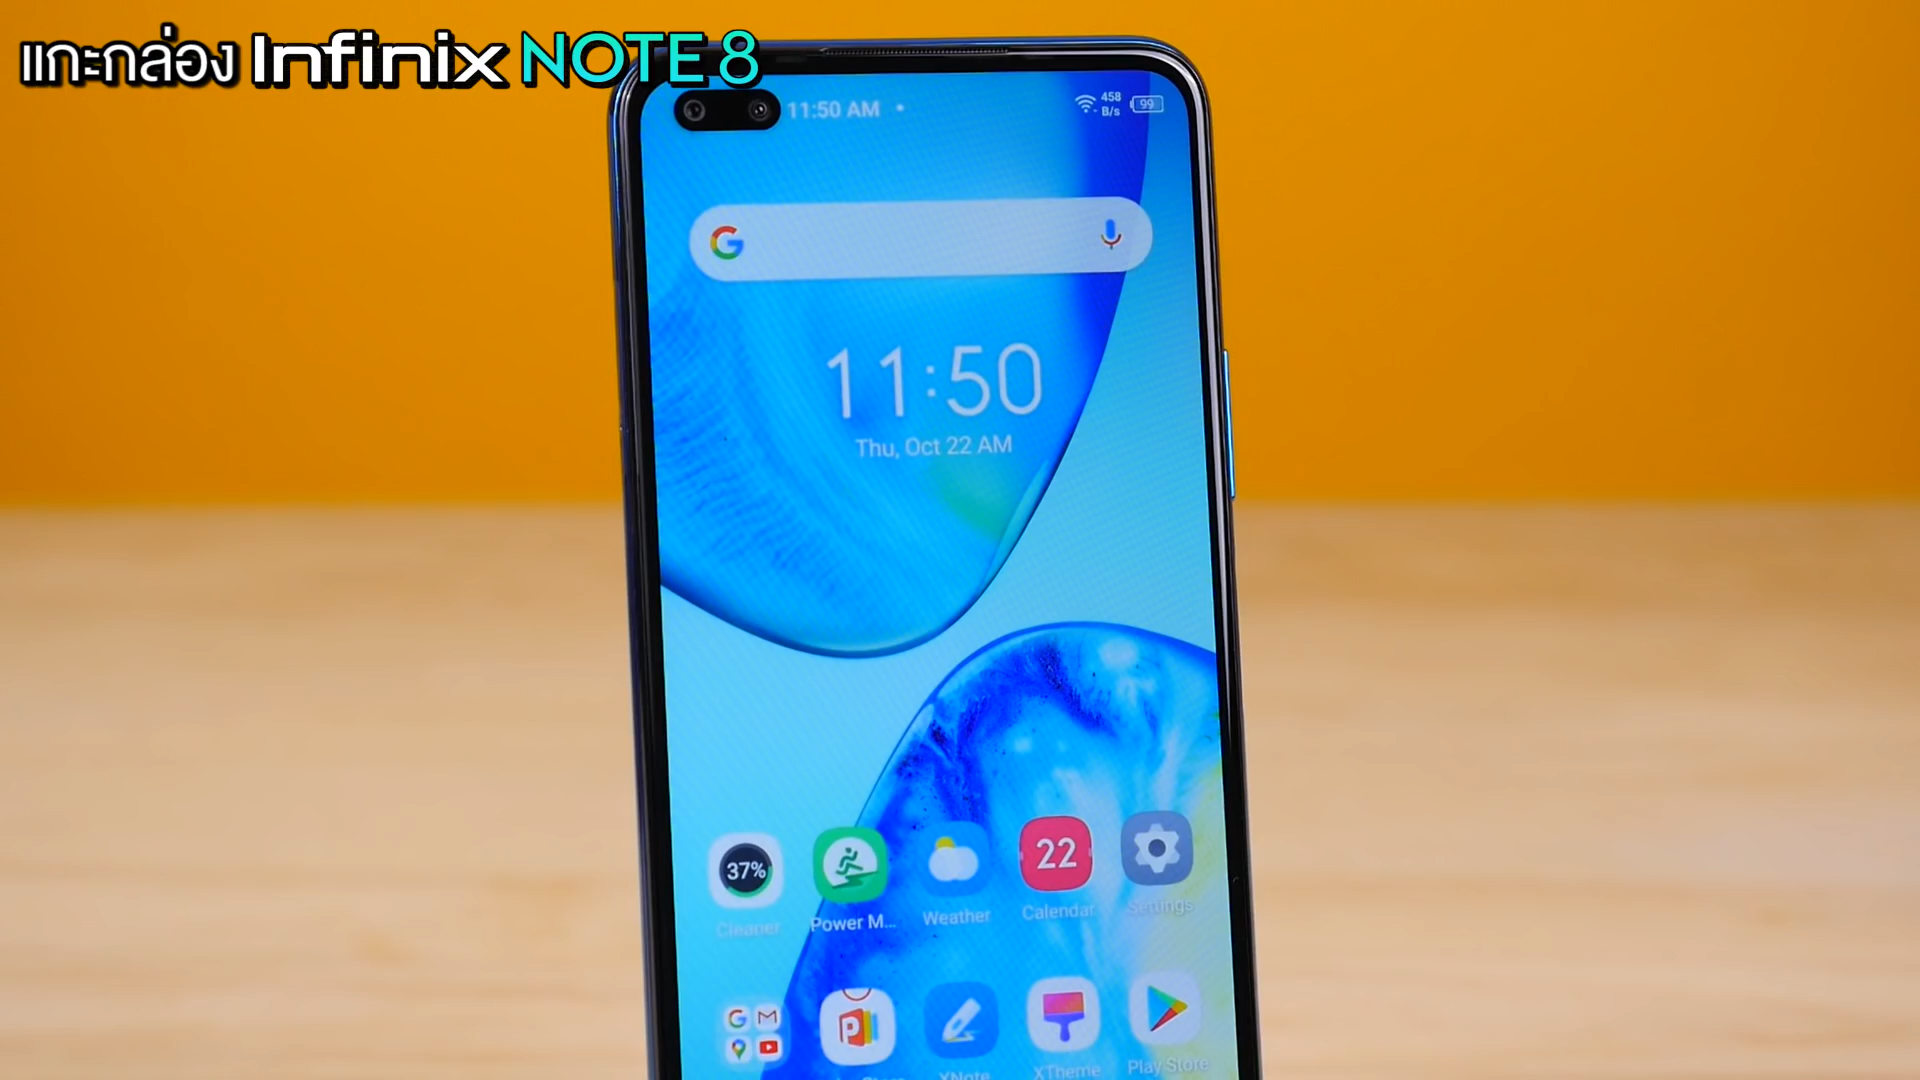 แกะกล่อง Infinix NOTE 8
11:50 AM
458
B/s
99
11:50
Thu, Oct 22 AM
37%
22
Cleaner
Power M...
Weather
Calendar
Settings
XNote
XTheme
Play Store